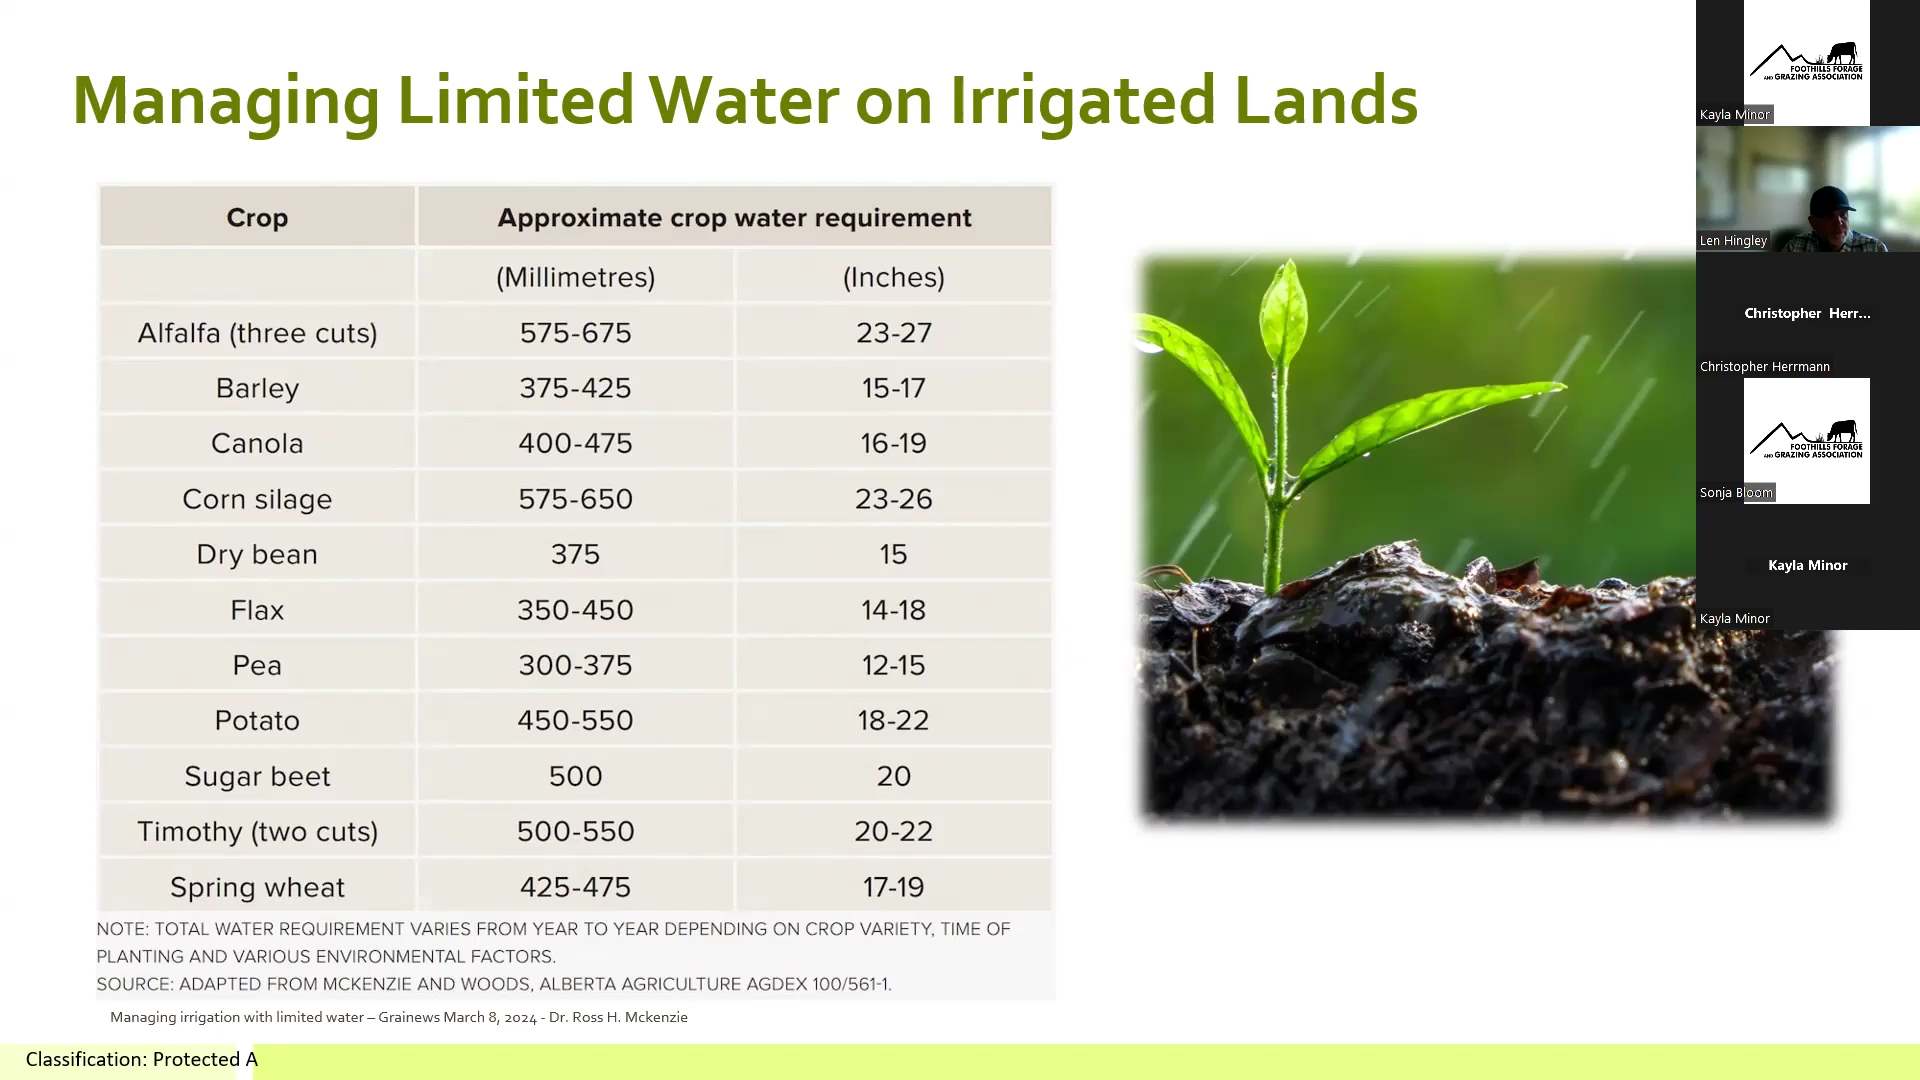 Managing Limited Water on Irrigated Lands
Crop Approximate crop water requirement
(Millimetres) (Inches)
Alfalfa (three cuts) 575-675 23-27
Barley 375-425 15-17
Canola 400-475 16-19
Corn silage 575-650 23-26
Dry bean 375 15
Flax 350-450 14-18
Pea 300-375 12-15
Potato 450-550 18-22
Sugar beet 500 20
Timothy (two cuts) 500-550 20-22
Spring wheat 425-475 17-19
NOTE: TOTAL WATER REQUIREMENT VARIES FROM YEAR TO YEAR DEPENDING ON CROP VARIETY, TIME OF
PLANTING AND VARIOUS ENVIRONMENTAL FACTORS.
SOURCE: ADAPTED FROM MCKENZIE AND WOODS, ALBERTA AGRICULTURE AGDEX 100/561-1.
Managing irrigation with limited water – Grainews March 8, 2024 - Dr. Ross H. Mckenzie
Classification: Protected A
FOOTHILLS FORAGE
AND GRAZING ASSOCIATION
Kayla Minor
Len Hingley
Christopher Herr...
Christopher Herrmann
FOOTHILLS FORAGE
AND GRAZING ASSOCIATION
Sonja Bloom
Kayla Minor
Kayla Minor